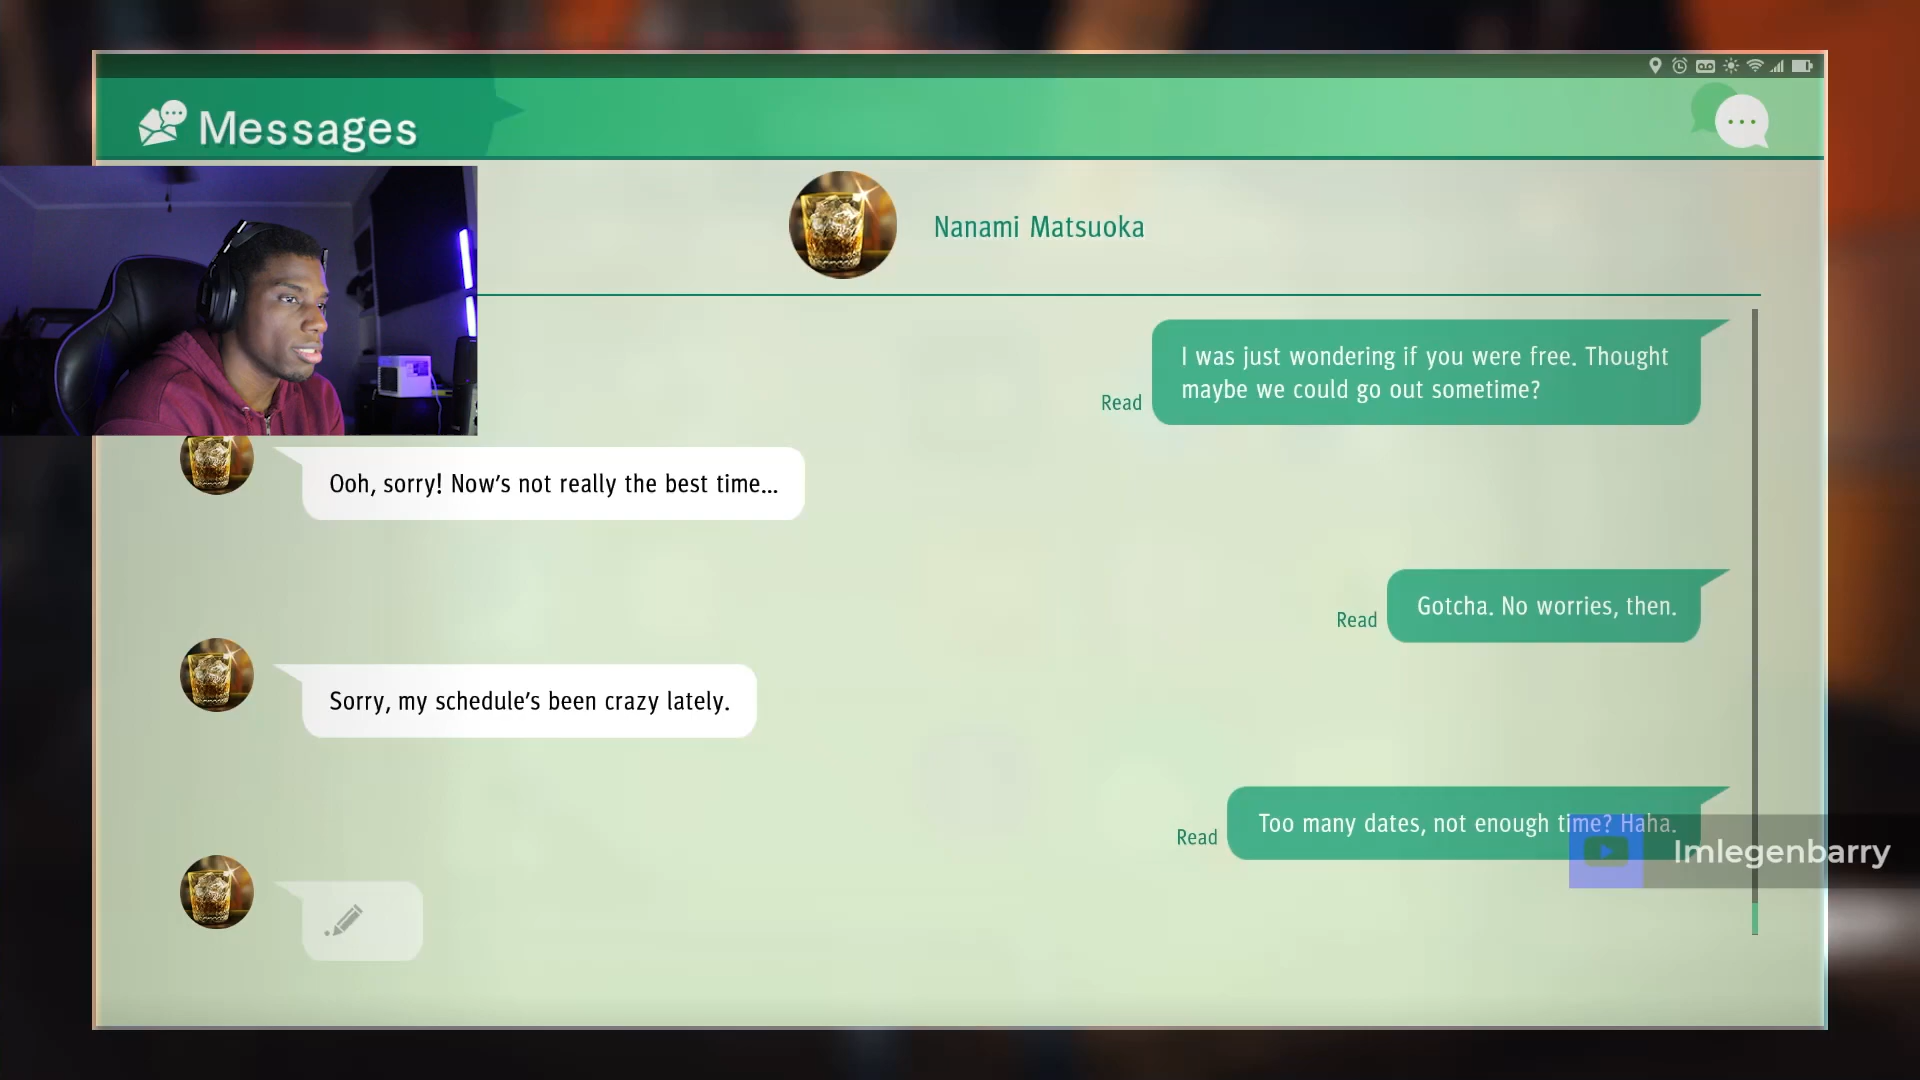 Messages
Nanami Matsuoka
I was just wondering if you were free. Thought
maybe we could go out sometime?
Read
Ooh, sorry! Now's not really the best time...
Gotcha. No worries, then.
Read
Sorry, my schedule's been crazy lately.
Too many dates, not enough time? Haha.
Read
Imlegenbarry